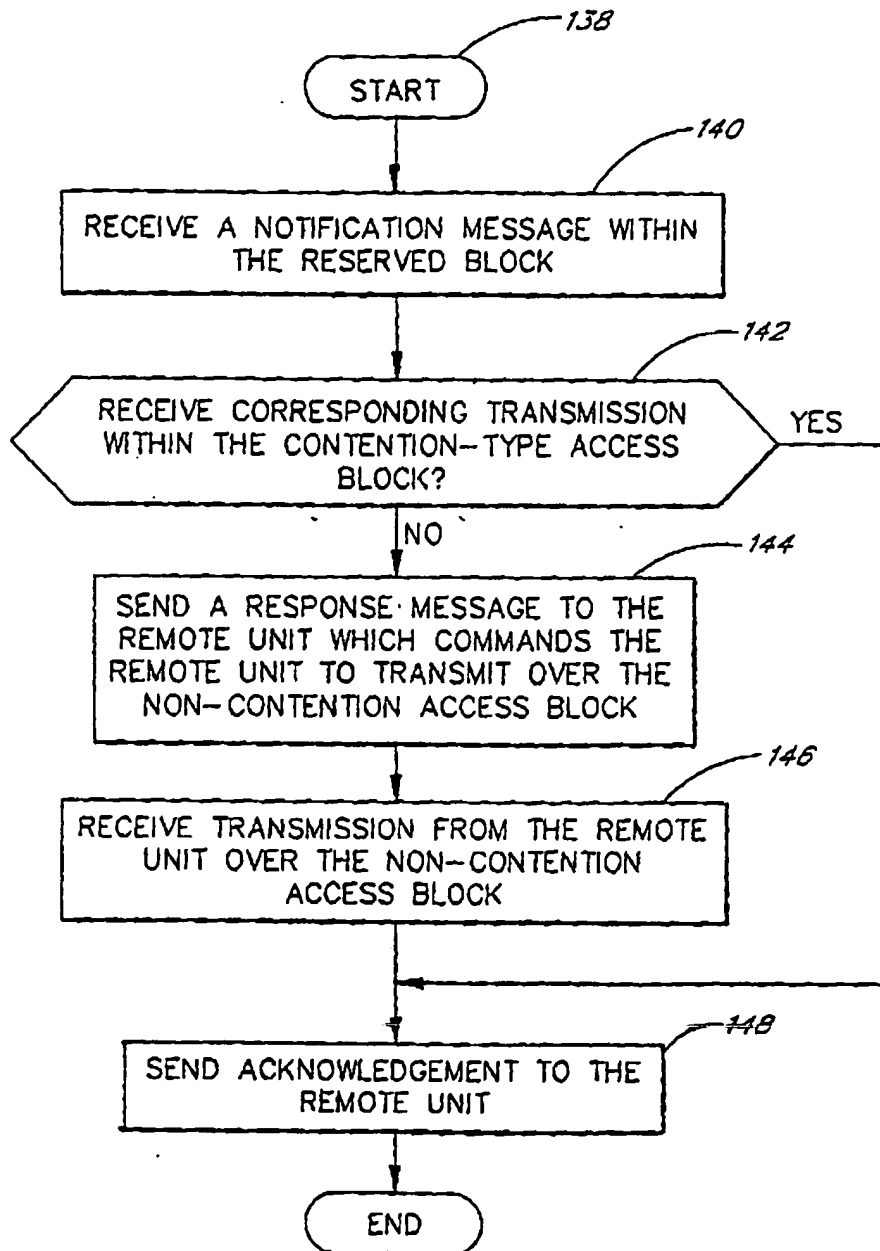 138
START
140
RECEIVE A NOTIFICATION MESSAGE WITHIN
THE RESERVED BLOCK
142
RECEIVE CORRESPONDING TRANSMISSION
WITHIN THE CONTENTION-TYPE ACCESS
BLOCK?
YES
NO
144
SEND A RESPONSE MESSAGE TO THE
REMOTE UNIT WHICH COMMANDS THE
REMOTE UNIT TO TRANSMIT OVER THE
NON-CONTENTION ACCESS BLOCK
146
RECEIVE TRANSMISSION FROM THE REMOTE
UNIT OVER THE NON-CONTENTION
ACCESS BLOCK
148
SEND ACKNOWLEDGEMENT TO THE
REMOTE UNIT
END